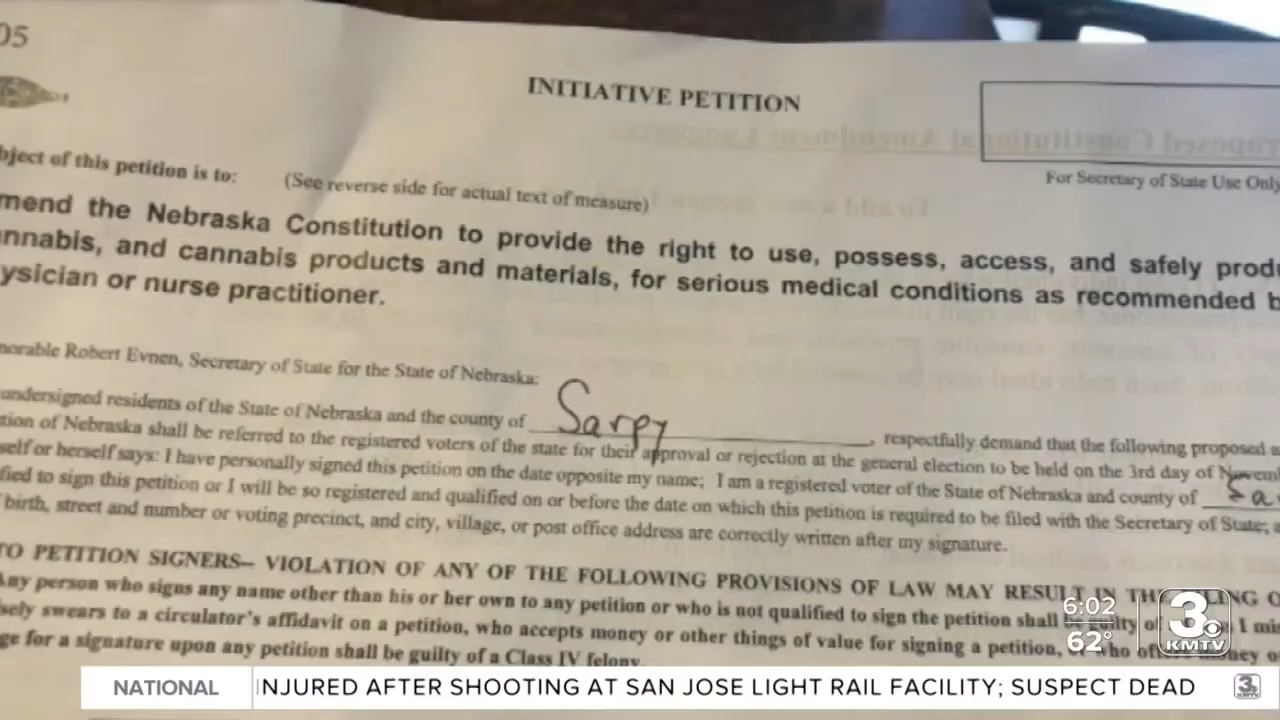 05
INITIATIVE PETITION
bject of this petition is to: (See reverse side for actual text of measure)
For Secretary of State Use Only
mend the Nebraska Constitution to provide the right to use, possess, access, and safely produ
nnabis, and cannabis products and materials, for serious medical conditions as recommended b
ysician or nurse practitioner.
norable Robert Evnen, Secretary of State for the State of Nebraska:
undersigned residents of the State of Nebraska and the county of Sarpy, respectfully demand that the following proposed a
tion of Nebraska shall be referred to the registered voters of the state for their approval or rejection at the general election to be held on the 3rd day of Novem
self or herself says: I have personally signed this petition on the date opposite my name; I am a registered voter of the State of Nebraska and county of Sa
fied to sign this petition or I will be so registered and qualified on or before the date on which this petition is required to be filed with the Secretary of State;
birth, street and number or voting precinct, and city, village, or post office address are correctly written after my signature.
TO PETITION SIGNERS– VIOLATION OF ANY OF THE FOLLOWING PROVISIONS OF LAW MAY RESULT IN THE FILING O
Any person who signs any name other than his or her own to any petition or who is not qualified to sign the petition shall be guilty of
sely swears to a circulator's affidavit on a petition, who accepts money or other things of value for signing a petition, or who offers money o
ge for a signature upon any petition shall be guilty of a Class IV felony.
6:02
62°
3
KMTV
NATIONAL
INJURED AFTER SHOOTING AT SAN JOSE LIGHT RAIL FACILITY; SUSPECT DEAD
3
KMTV